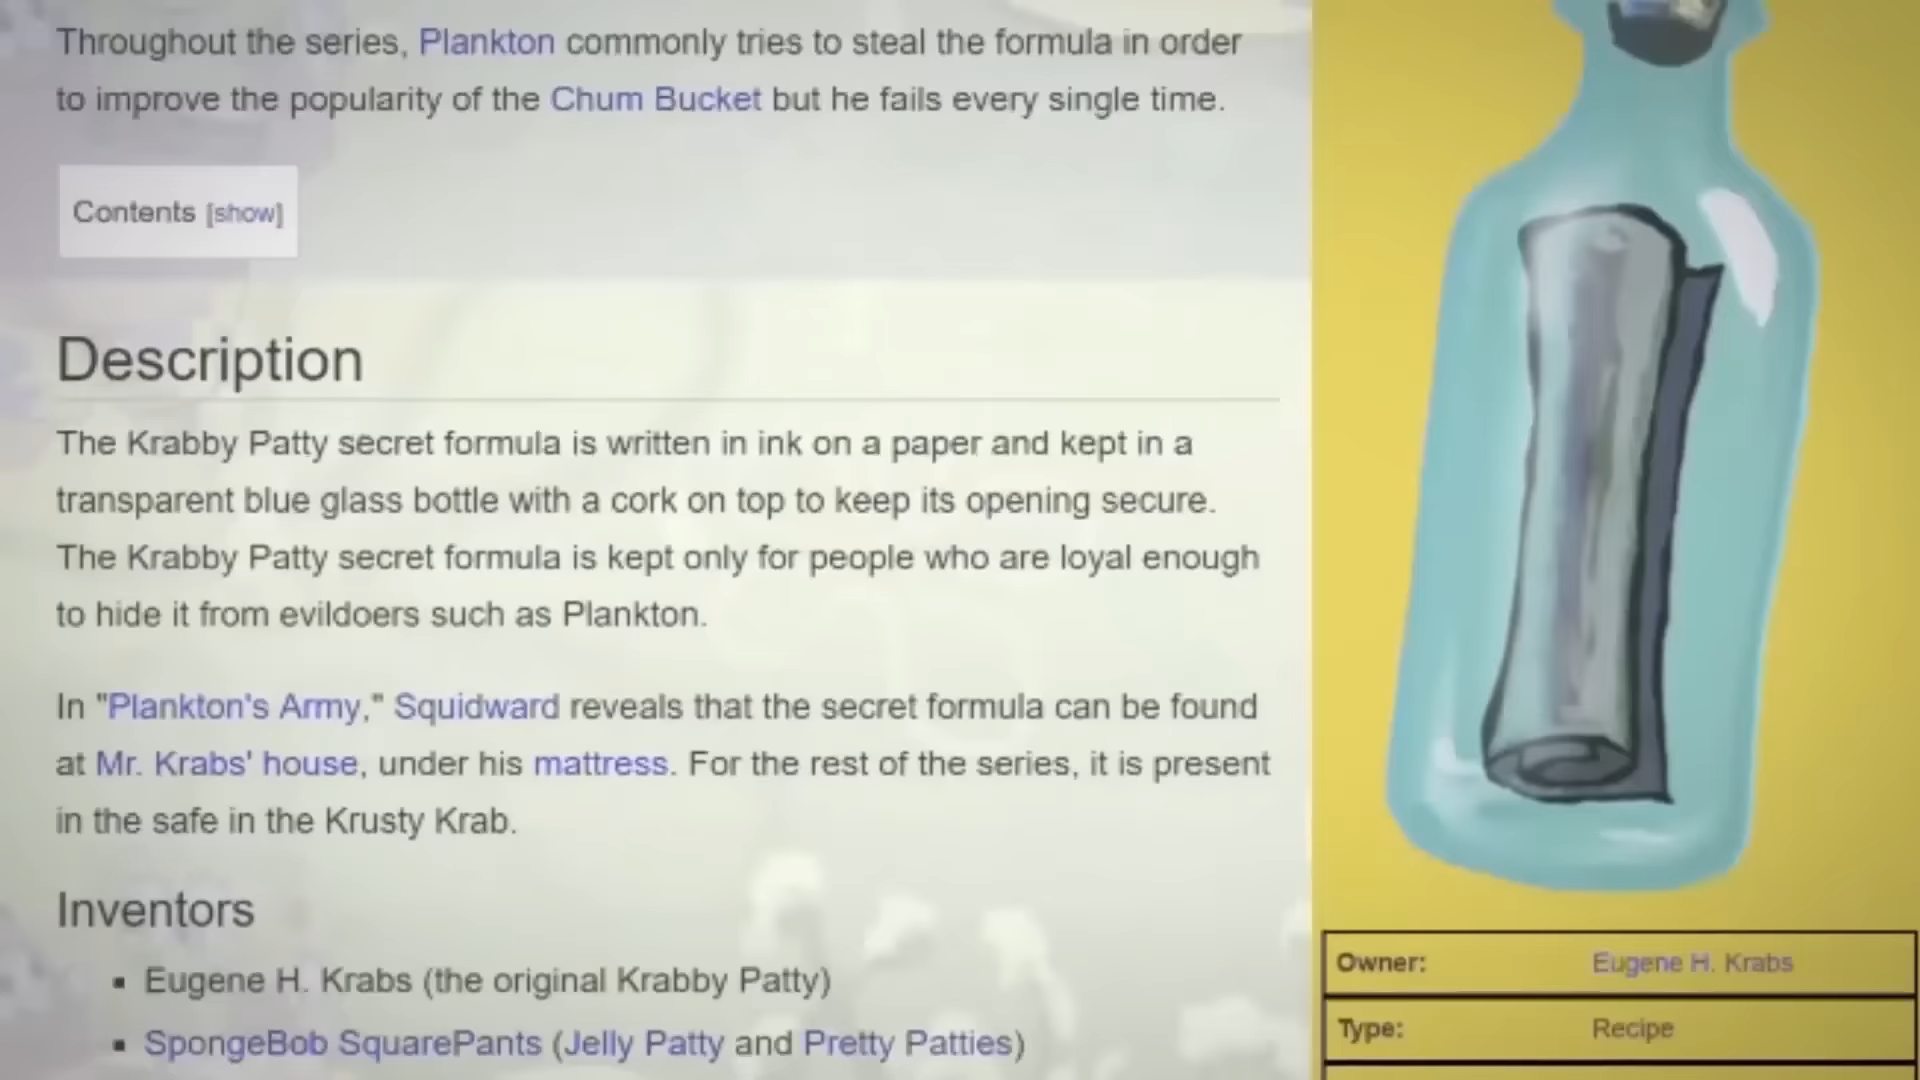 Throughout the series, Plankton commonly tries to steal the formula in order
to improve the popularity of the Chum Bucket but he fails every single time.
Contents [show]
Description
The Krabby Patty secret formula is written in ink on a paper and kept in a
transparent blue glass bottle with a cork on top to keep its opening secure.
The Krabby Patty secret formula is kept only for people who are loyal enough
to hide it from evildoers such as Plankton.
In "Plankton's Army," Squidward reveals that the secret formula can be found
at Mr. Krabs' house, under his mattress. For the rest of the series, it is present
in the safe in the Krusty Krab.
Inventors
▪ Eugene H. Krabs (the original Krabby Patty)
▪ SpongeBob SquarePants (Jelly Patty and Pretty Patties)
Owner: Eugene H. Krabs
Type: Recipe